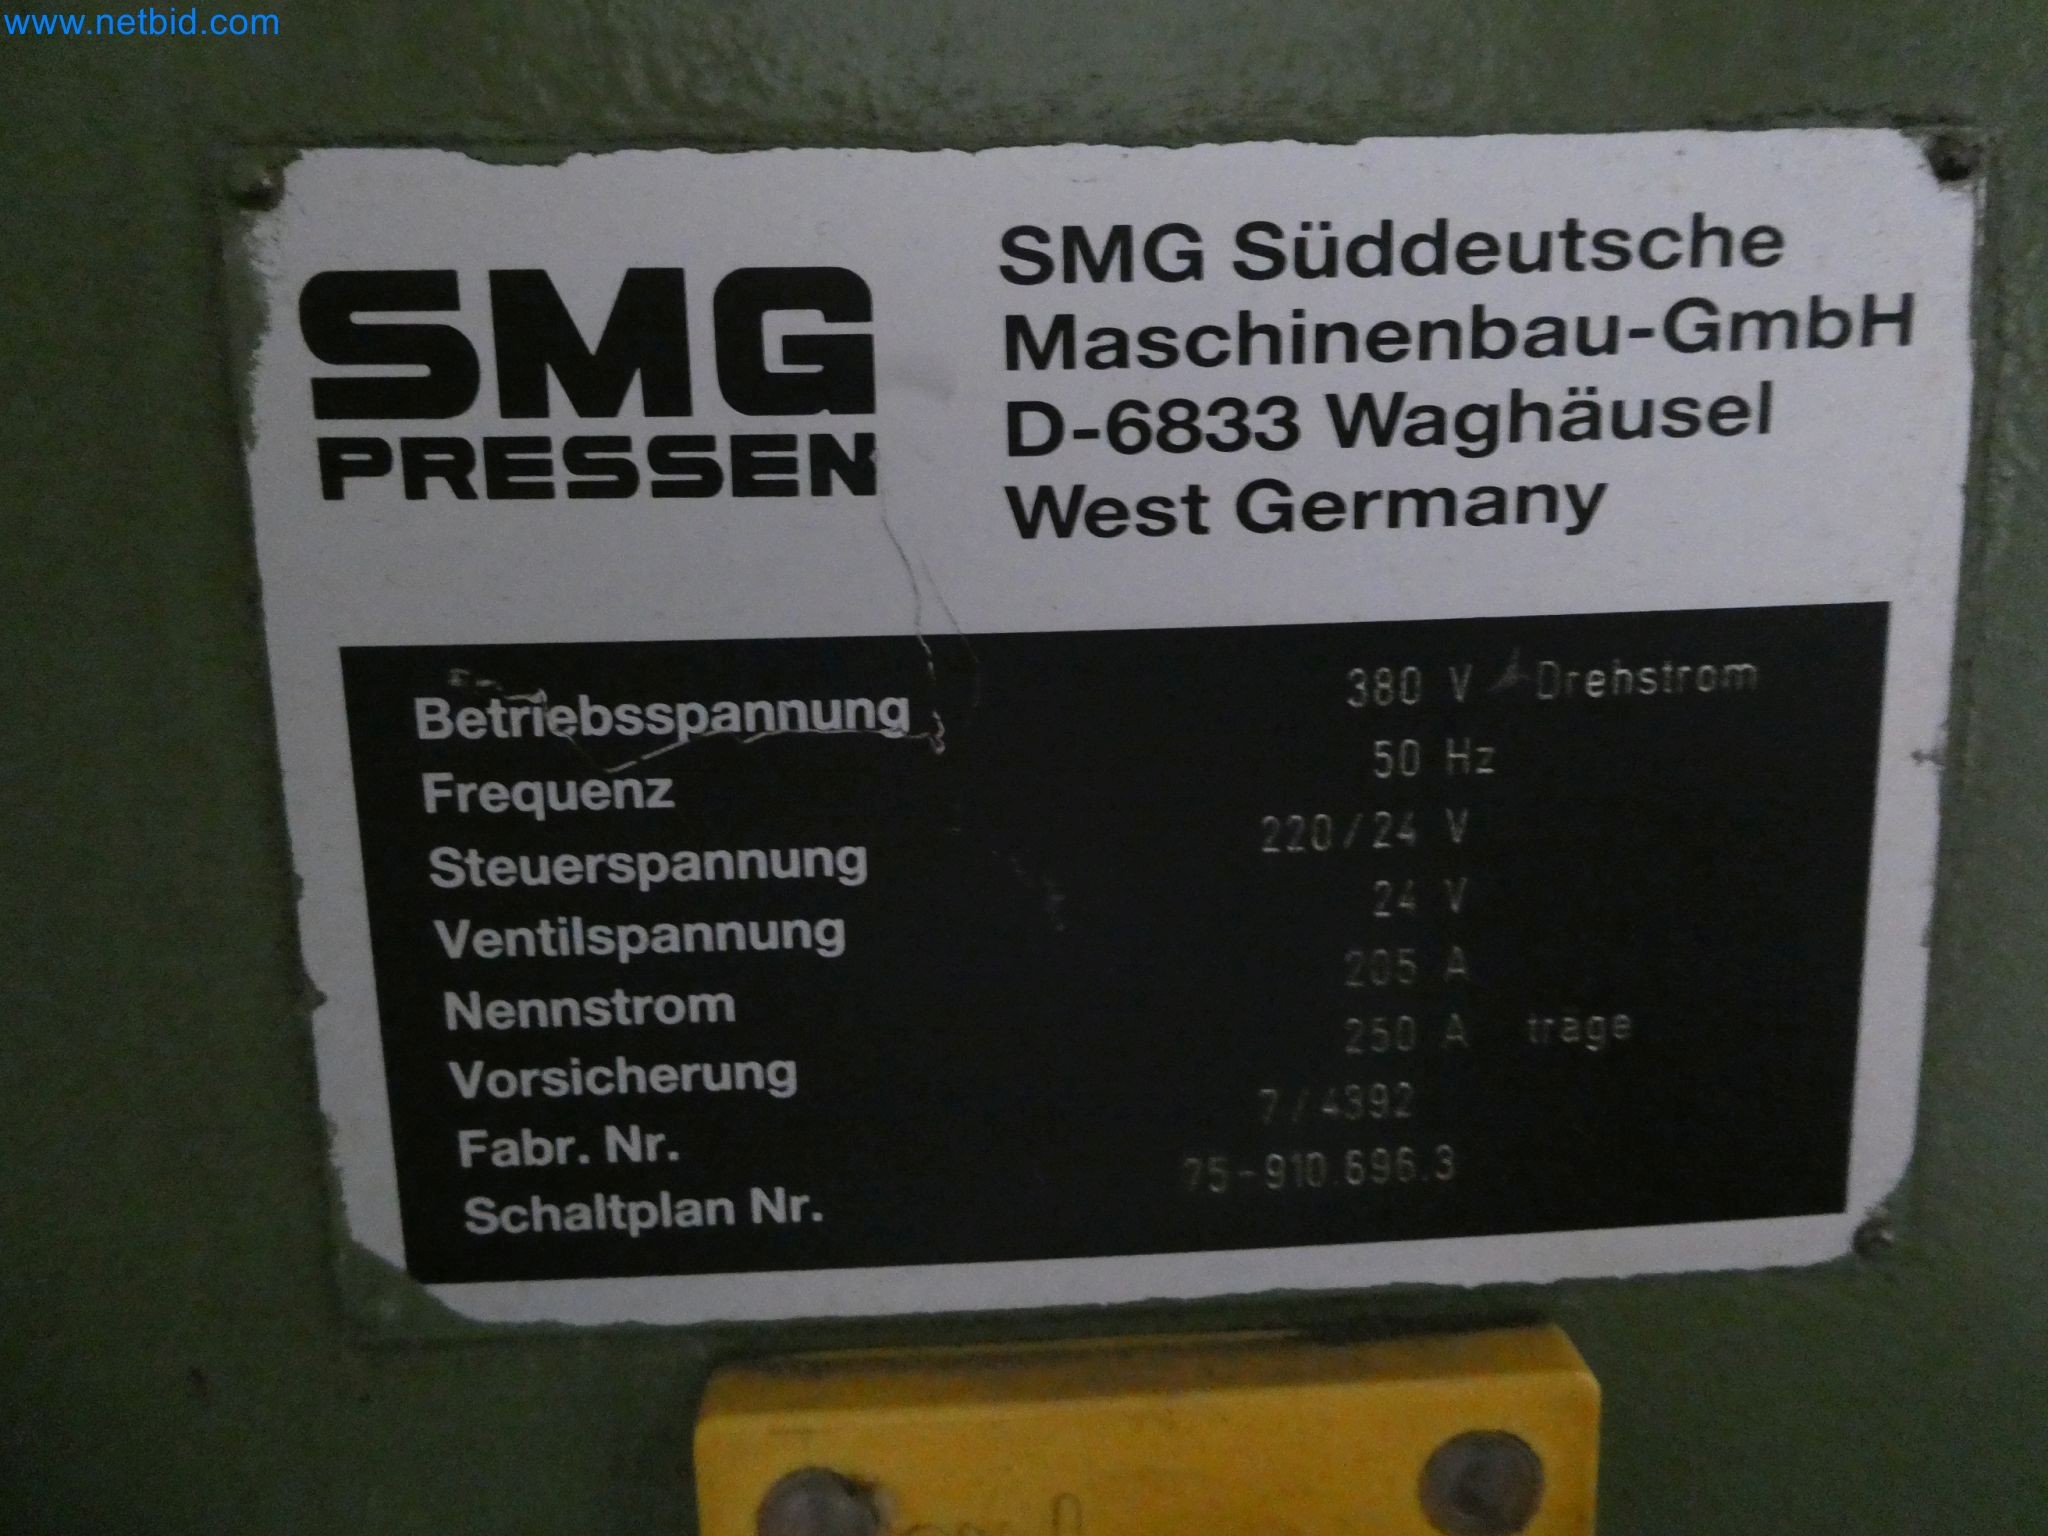 www.netbid.com
SMG
PRESSEN
SMG Süddeutsche
Maschinenbau-GmbH
D-6833 Waghäusel
West Germany
Betriebsspannung 380 V Drehstrom
Frequenz 50 Hz
Steuerspannung 220/24 V
Ventilspannung 24 V
Nennstrom 205 A
Vorsicherung 250 A träge
Fabr. Nr. 7/4392
Schaltplan Nr. 75-910.696.3